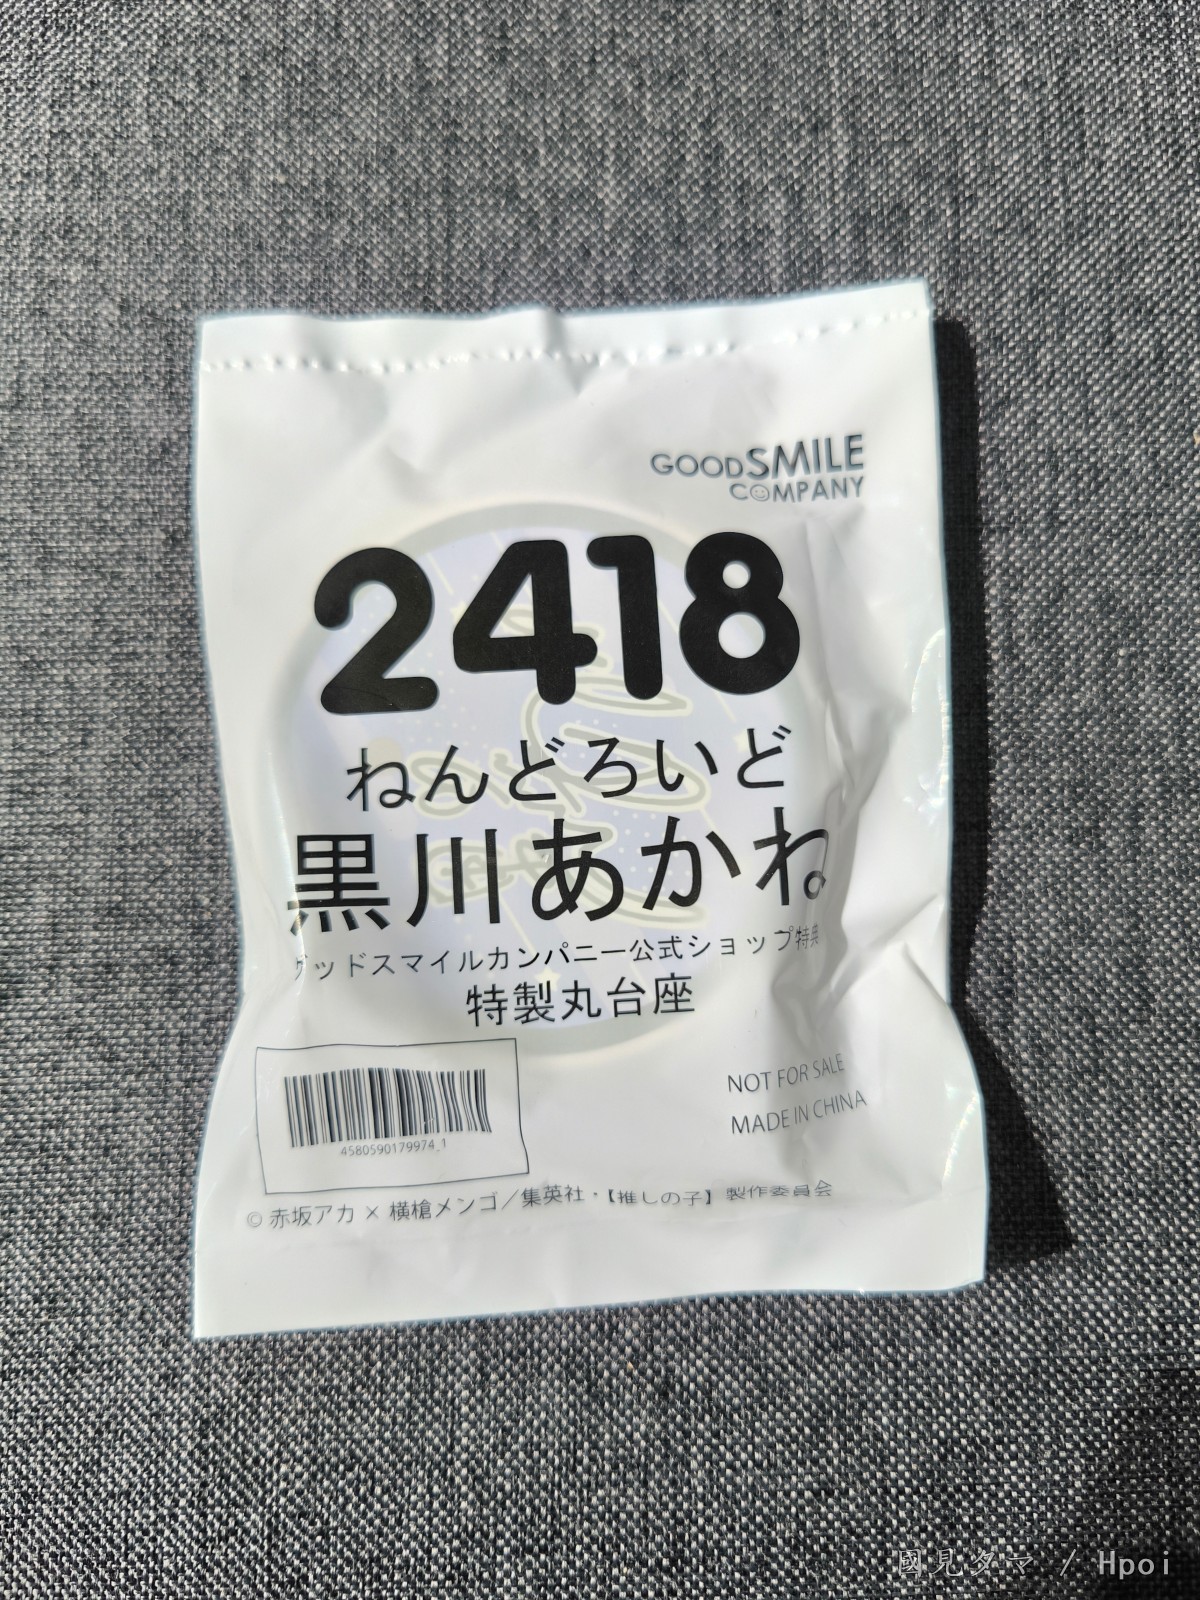 GOODSMILE
COMPANY
2418
ねんどろいど
黒川あかね
グッドスマイルカンパニー公式ショップ特典
特製丸台座
4580590179974_1
NOT FOR SALE
MADE IN CHINA
© 赤坂アカ × 横槍メンゴ／集英社・【推しの子】製作委員会
國見タマ / Hpoi